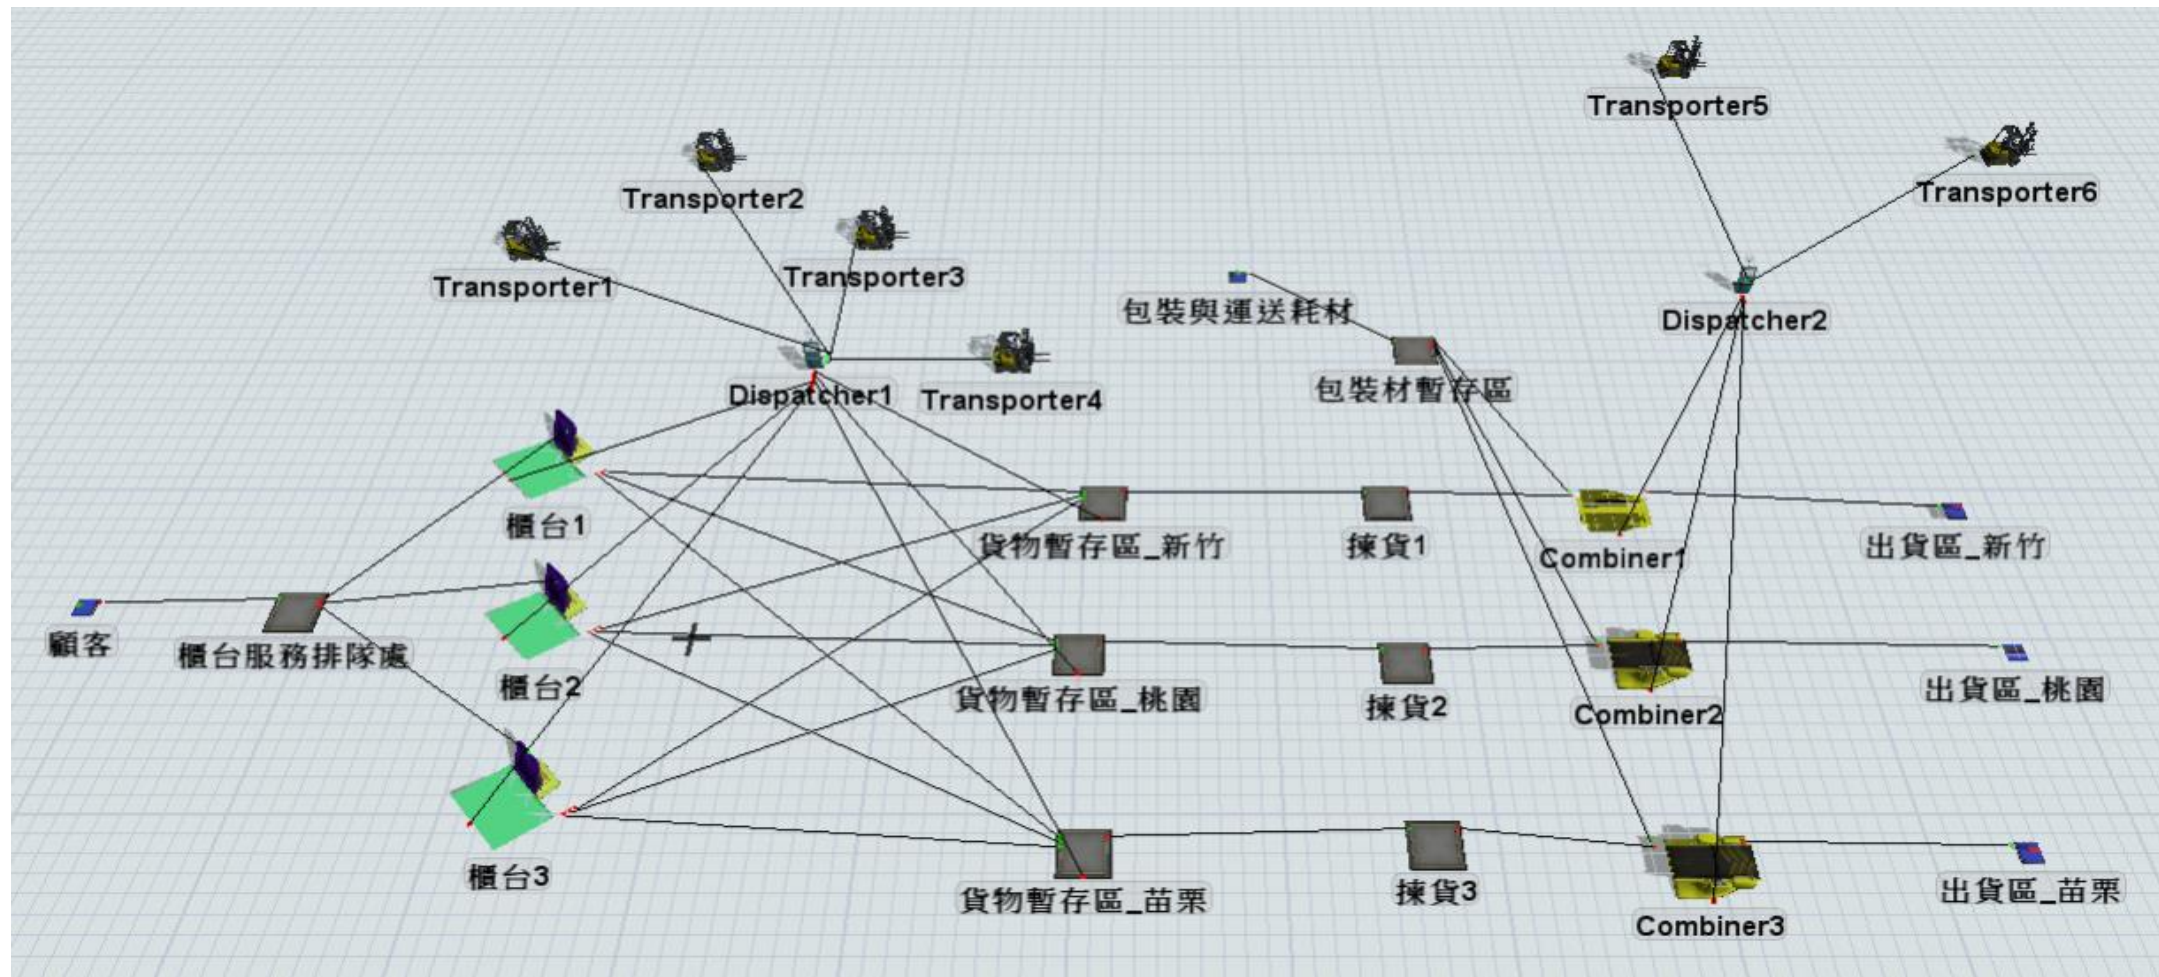 Transporter5
Transporter6
Transporter2
Transporter3
Transporter1
包裝與運送耗材
Dispatcher2
Dispatcher1
Transporter4
包裝材暫存區
櫃台1
貨物暫存區_新竹
揀貨1
Combiner1
出貨區_新竹
顧客
櫃台服務排隊處
櫃台2
貨物暫存區_桃園
揀貨2
Combiner2
出貨區_桃園
櫃台3
貨物暫存區_苗栗
揀貨3
Combiner3
出貨區_苗栗